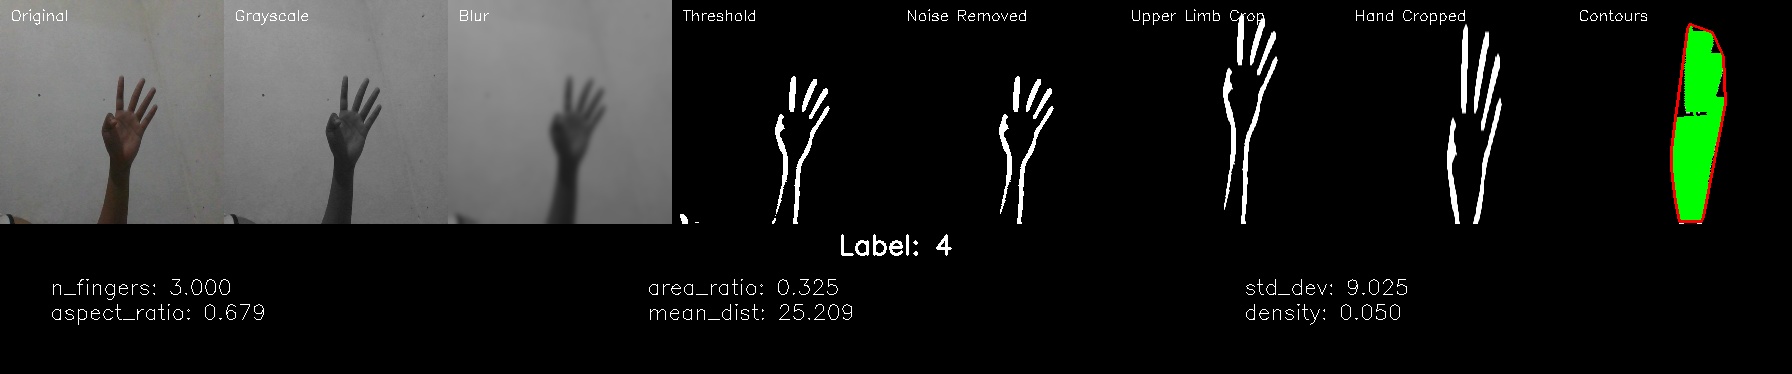 Original Grayscale Blur Threshold Noise Removed Upper Limb Crop Hand Cropped Contours
Label: 4
n_fingers: 3.000 area_ratio: 0.325 std_dev: 9.025
aspect_ratio: 0.679 mean_dist: 25.209 density: 0.050